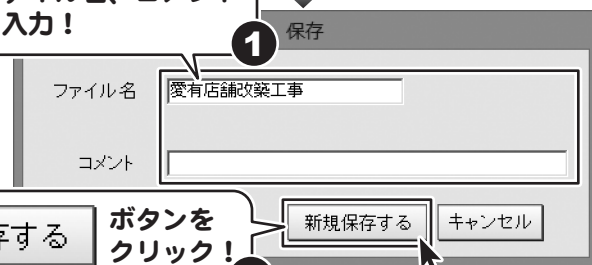 入力！
1
保存
ファイル名
愛有店舗改築工事
コメント
存する
ボタンを
クリック！
新規保存する
キャンセル